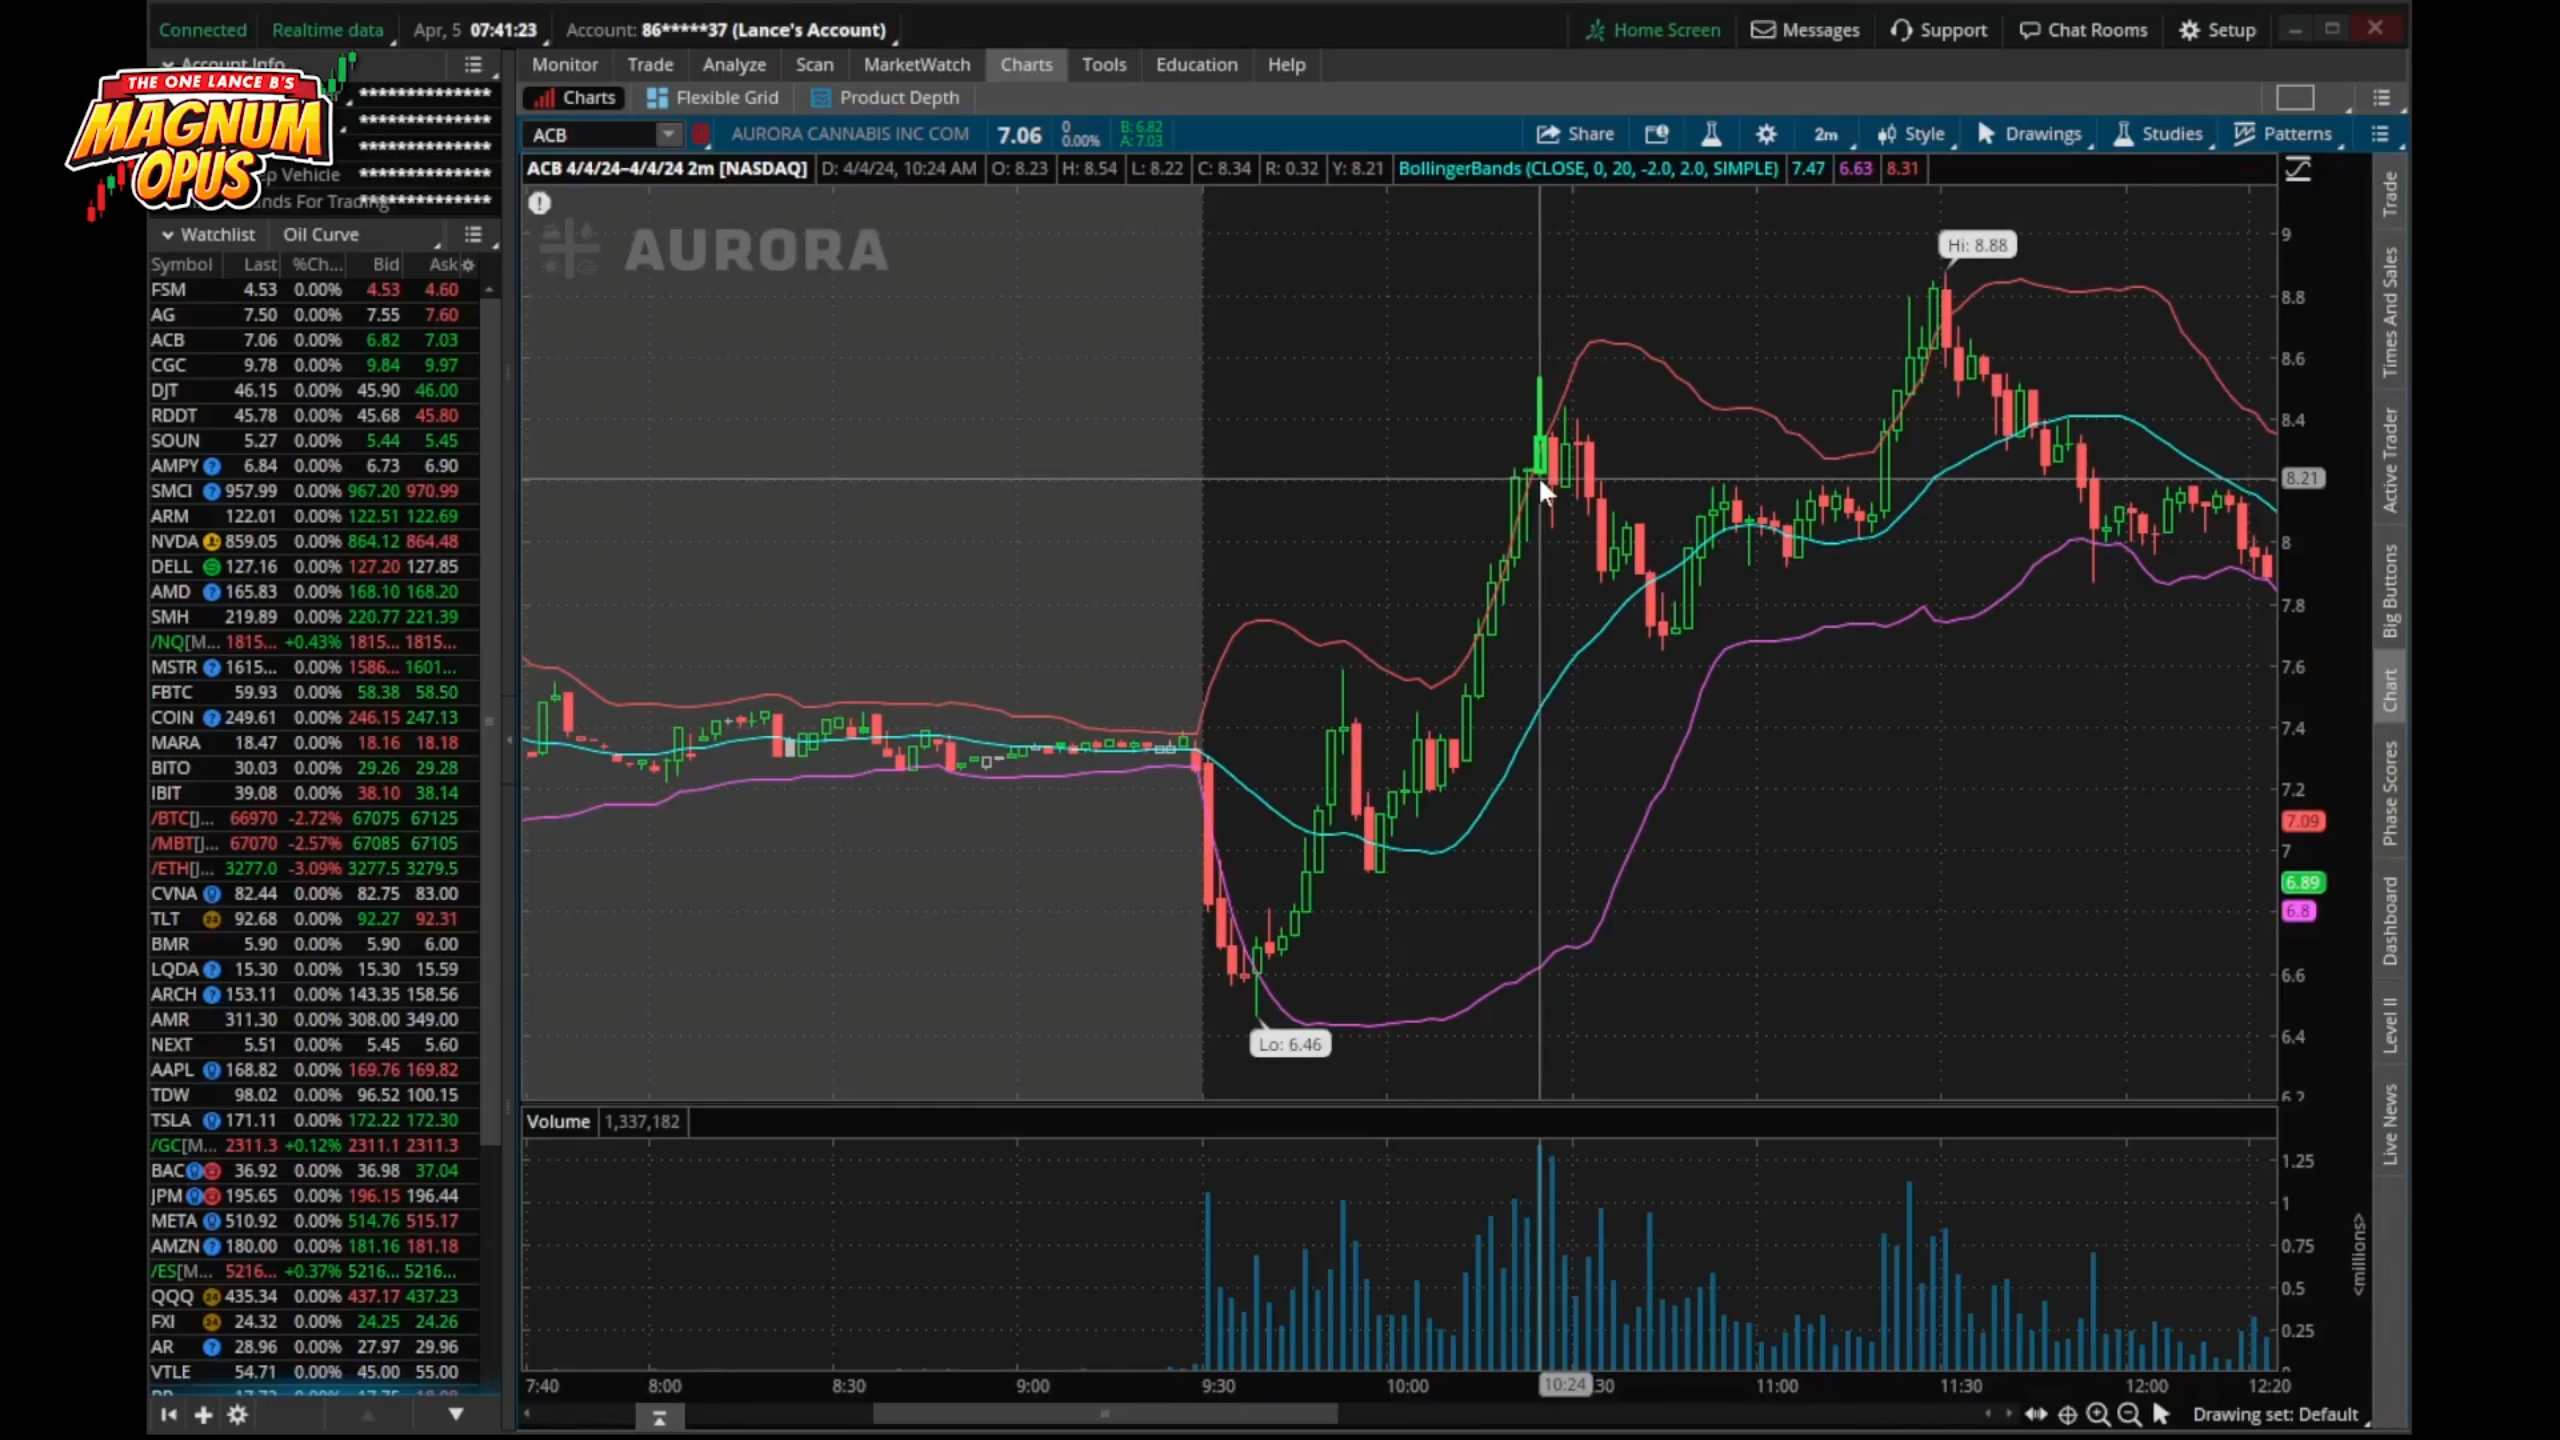 Connected Realtime data Apr, 5 07:41:23 Account: 86*****37 (Lance's Account) Home Screen Messages Support Chat Rooms Setup
Account Info
THE ONE LANCE B'S
MAGNUM
OPUS
**************
**************
**************
p Vehicle **************
nds For Trading **************
Monitor Trade Analyze Scan MarketWatch Charts Tools Education Help
Charts Flexible Grid Product Depth
ACB AURORA CANNABIS INC COM 7.06 0 0.00% B: 6.82 A: 7.03 Share 2m Style Drawings Studies Patterns
ACB 4/4/24–4/4/24 2m [NASDAQ] D: 4/4/24, 10:24 AM O: 8.23 H: 8.54 L: 8.22 C: 8.34 R: 0.32 Y: 8.21 BollingerBands (CLOSE, 0, 20, -2.0, 2.0, SIMPLE) 7.47 6.63 8.31
AURORA
Watchlist Oil Curve
Symbol Last %Ch... Bid Ask
FSM 4.53 0.00% 4.53 4.60
AG 7.50 0.00% 7.55 7.60
ACB 7.06 0.00% 6.82 7.03
CGC 9.78 0.00% 9.84 9.97
DJT 46.15 0.00% 45.90 46.00
RDDT 45.78 0.00% 45.68 45.80
SOUN 5.27 0.00% 5.44 5.45
AMPY 6.84 0.00% 6.73 6.90
SMCI 957.99 0.00% 967.20 970.99
ARM 122.01 0.00% 122.51 122.69
NVDA 859.05 0.00% 864.12 864.48
DELL 127.16 0.00% 127.20 127.85
AMD 165.83 0.00% 168.10 168.20
SMH 219.89 0.00% 220.77 221.39
/NQ[M... 1815... +0.43% 1815... 1815...
MSTR 1615... 0.00% 1586... 1601...
FBTC 59.93 0.00% 58.38 58.50
COIN 249.61 0.00% 246.15 247.13
MARA 18.47 0.00% 18.16 18.18
BITO 30.03 0.00% 29.26 29.28
IBIT 39.08 0.00% 38.10 38.14
/BTC[J... 66970 -2.72% 67075 67125
/MBT[J... 67070 -2.57% 67085 67105
/ETH[J... 3277.0 -3.09% 3277.5 3279.5
CVNA 82.44 0.00% 82.75 83.00
TLT 92.68 0.00% 92.27 92.31
BMR 5.90 0.00% 5.90 6.00
LQDA 15.30 0.00% 15.30 15.59
ARCH 153.11 0.00% 143.35 158.56
AMR 311.30 0.00% 308.00 349.00
NEXT 5.51 0.00% 5.45 5.60
AAPL 168.82 0.00% 169.76 169.82
TDW 98.02 0.00% 96.52 100.15
TSLA 171.11 0.00% 172.22 172.30
/GC[M... 2311.3 +0.12% 2311.1 2311.3
BAC 36.92 0.00% 36.98 37.04
JPM 195.65 0.00% 196.15 196.44
META 510.92 0.00% 514.76 515.17
AMZN 180.00 0.00% 181.16 181.18
/ES[M... 5216... +0.37% 5216... 5216...
QQQ 435.34 0.00% 437.17 437.23
FXI 24.32 0.00% 24.25 24.26
AR 28.96 0.00% 27.97 29.96
VTLE 54.71 0.00% 45.00 55.00
Hi: 8.88
Lo: 6.46
9
8.8
8.6
8.4
8.21
8
7.8
7.6
7.4
7.2
7.09
7
6.89
6.8
6.6
6.4
6.2
Volume 1,337,182
1.25
1
0.75
0.5
0.25
<millions>
7:40 8:00 8:30 9:00 9:30 10:00 10:24 30 11:00 11:30 12:00 12:20
Drawing set: Default
Trade
Times And Sales
Active Trader
Big Buttons
Chart
Phase Scores
Dashboard
Level II
Live News